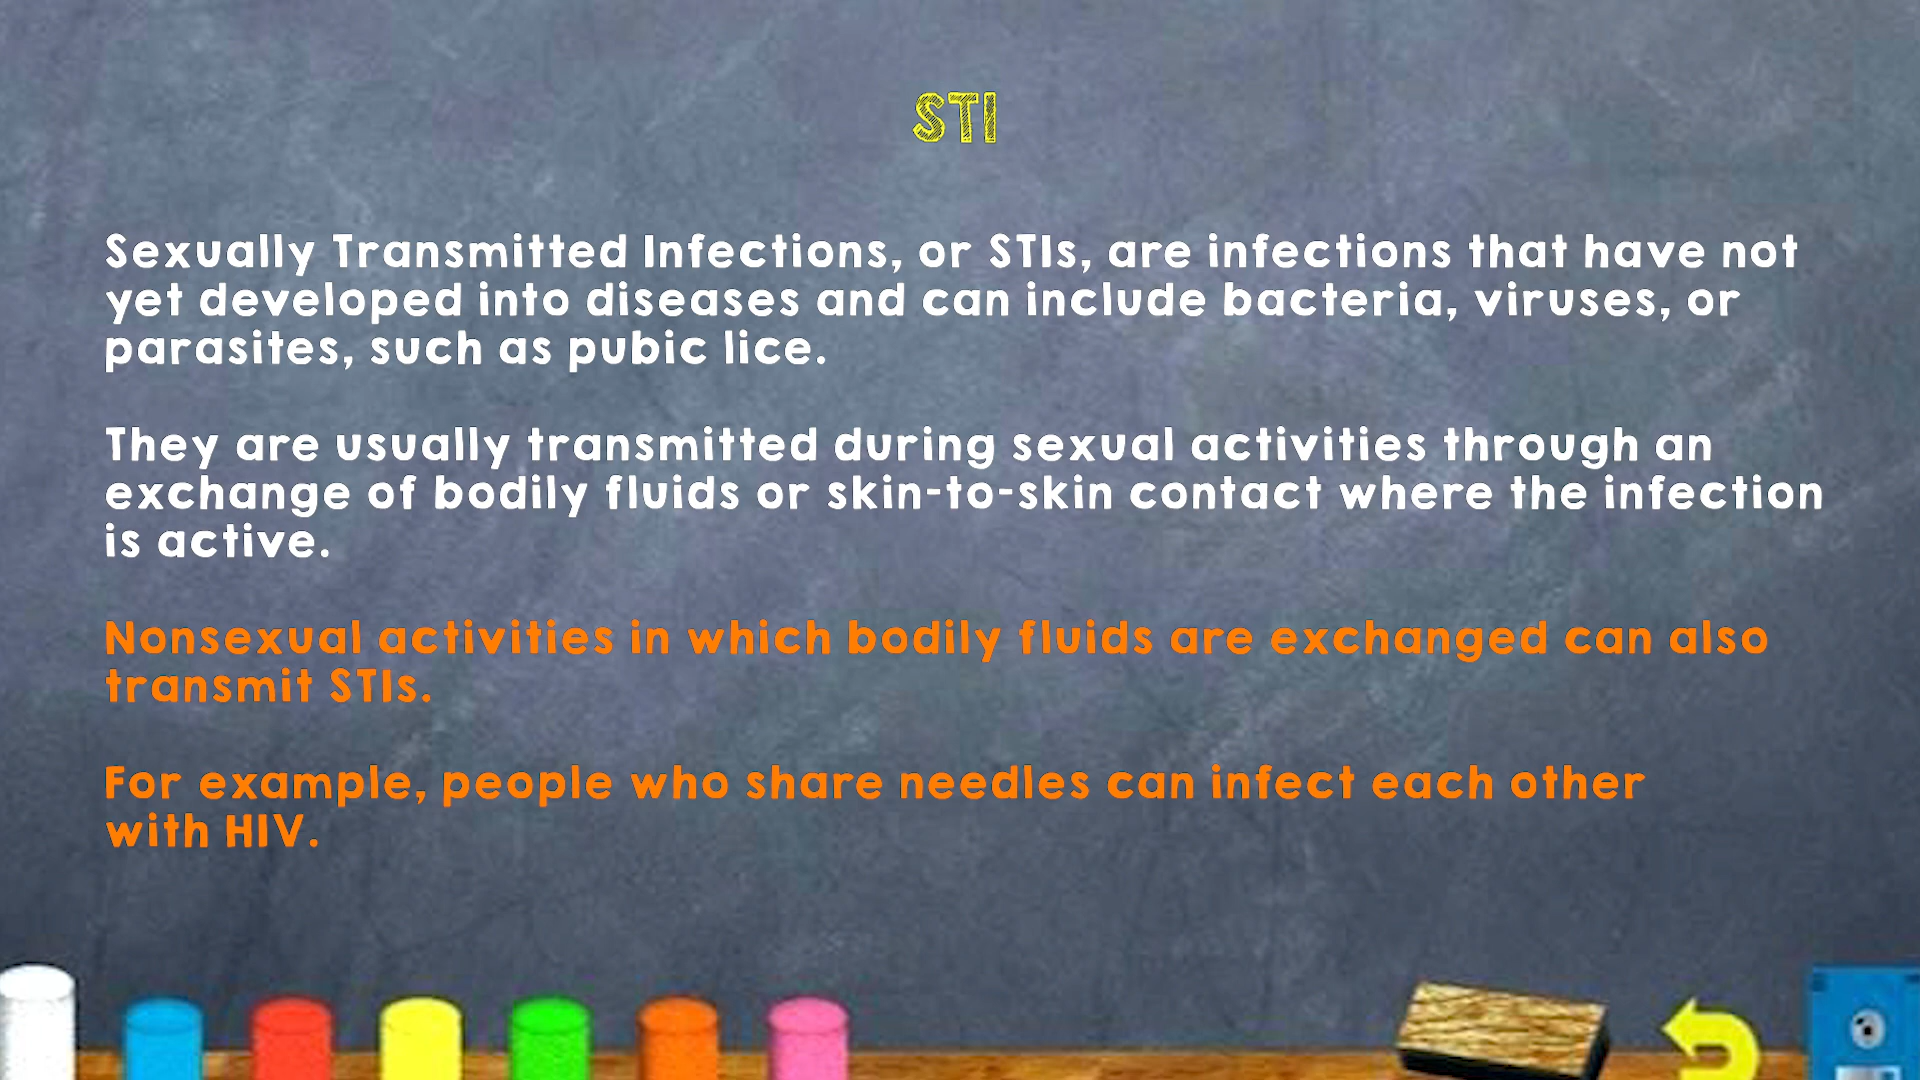 STI
Sexually Transmitted Infections, or STIs, are infections that have not
yet developed into diseases and can include bacteria, viruses, or
parasites, such as pubic lice.
They are usually transmitted during sexual activities through an
exchange of bodily fluids or skin-to-skin contact where the infection
is active.
Nonsexual activities in which bodily fluids are exchanged can also
transmit STIs.
For example, people who share needles can infect each other
with HIV.